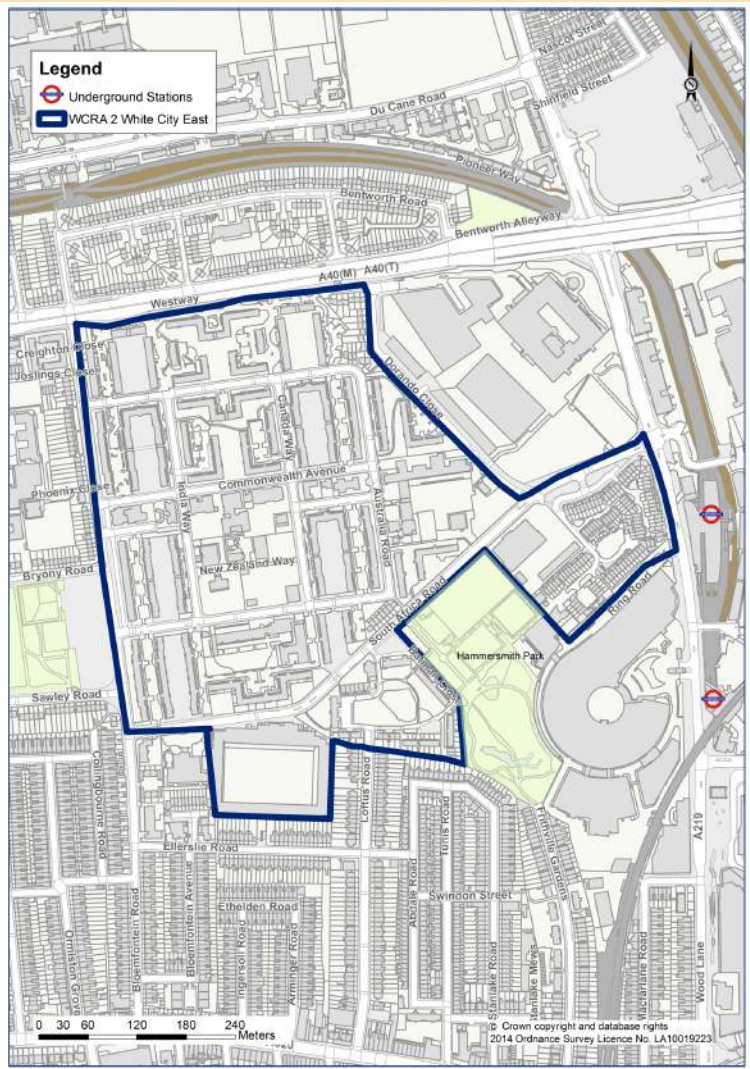 Legend
Underground Stations
WCRA 2 White City East
Nascot Street
Shinfield Street
Du Cane Road
Pioneer Way
Bentworth Road
Bentworth Alleyway
A40(M) A40(T)
Westway
Creighton Close
Joslings Close
Dorando Close
Canada Way
Commonwealth Avenue
Phoenix Close
India Way
Australia Road
New Zealand Way
Bryony Road
South Africa Road
Ring Road
Hammersmith Park
Sawley Road
Collingbourne Road
Loftus Road
A219
Ellerslie Road
Tunis Road
Frithville Gardens
Abdale Road
Swindon Street
Ethelden Road
Bloemfontein Road
Bloemfontein Avenue
Ingersoll Road
Arminger Road
Ormiston Grove
Stanlake Road
Stanlake Mews
Macfarlane Road
Wood Lane
0 30 60 120 180 240
Meters
© Crown copyright and database rights
2014 Ordnance Survey Licence No. LA10019223